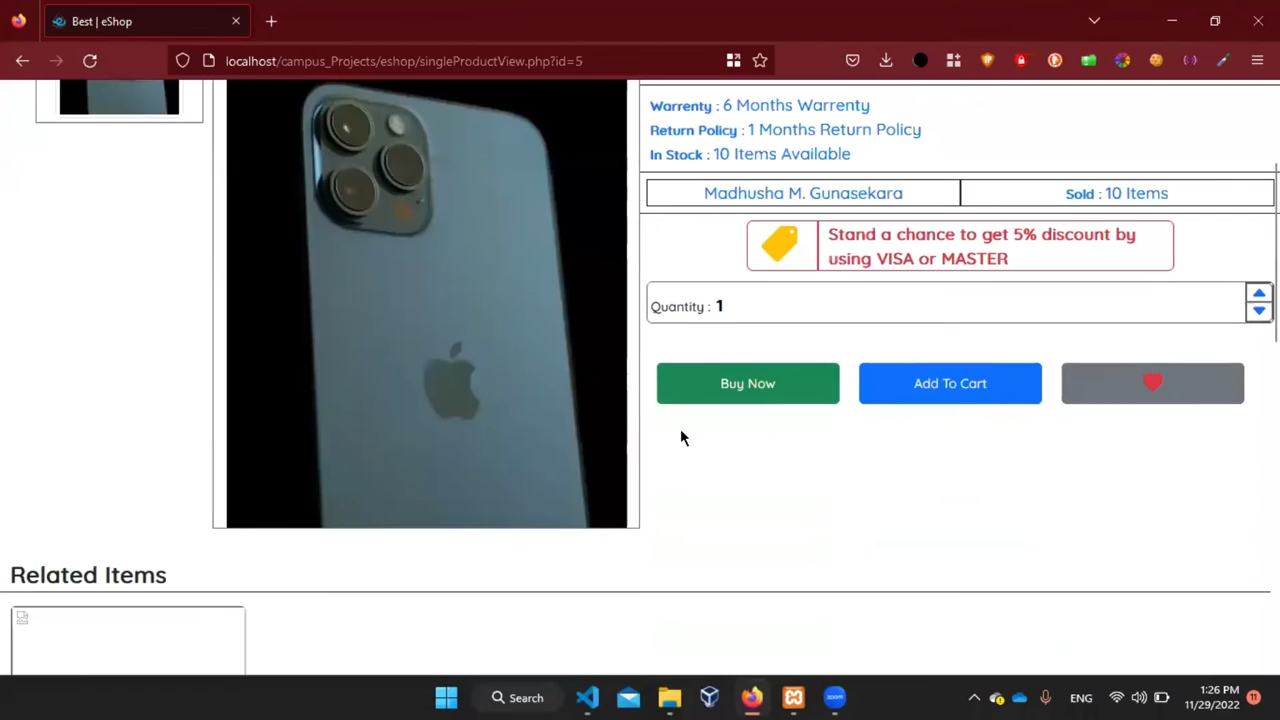 Best | eShop
localhost/campus_Projects/eshop/singleProductView.php?id=5
Warrenty : 6 Months Warrenty
Return Policy : 1 Months Return Policy
In Stock : 10 Items Available
Madhusha M. Gunasekara
Sold : 10 Items
Stand a chance to get 5% discount by
using VISA or MASTER
Quantity : 1
Buy Now
Add To Cart
Related Items
Search
zoom
ENG
1:26 PM
11/29/2022
11